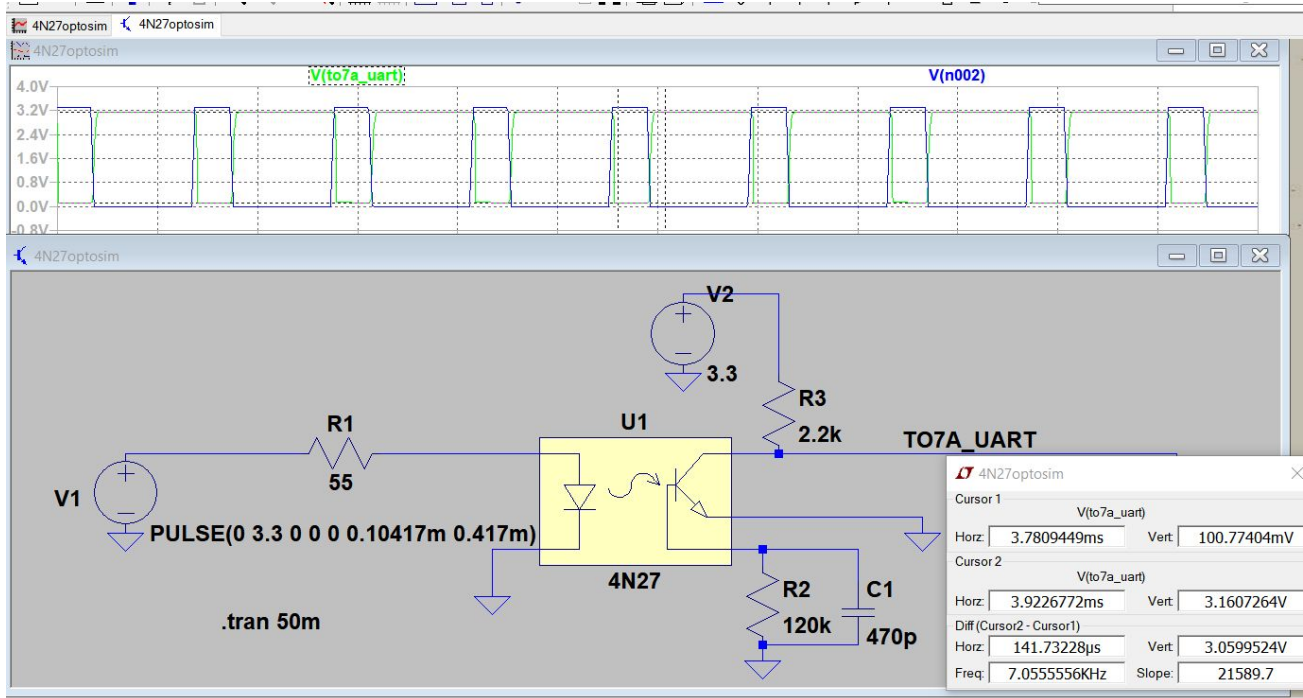 4N27optosim
4N27optosim
4N27optosim
V(to7a_uart)
V(n002)
4.0V
3.2V
2.4V
1.6V
0.8V
0.0V
-0.8V
4N27optosim
V2
3.3
R3
2.2k
R1
55
U1
TO7A_UART
V1
PULSE(0 3.3 0 0 0 0.10417m 0.417m)
4N27
R2
120k
C1
470p
.tran 50m
4N27optosim
Cursor 1
V(to7a_uart)
Horz: 3.7809449ms Vert: 100.77404mV
Cursor 2
V(to7a_uart)
Horz: 3.9226772ms Vert: 3.1607264V
Diff (Cursor2 - Cursor1)
Horz: 141.73228µs Vert: 3.0599524V
Freq: 7.0555556KHz Slope: 21589.7